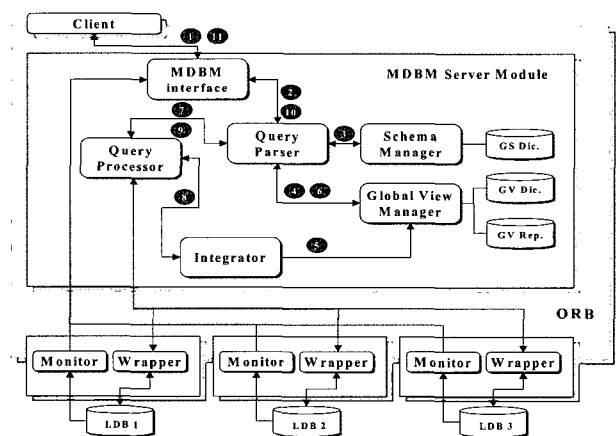 Client
1 11
MDBM
interface
MDBM Server Module
2
10
7
9
Query
Parser
3
Schema
Manager
GS Dic.
Query
Processor
8
4 6
Global View
Manager
GV Dic.
GV Rep.
Integrator
5
ORB
Monitor Wrapper
Monitor Wrapper
Monitor Wrapper
LDB 1
LDB 2
LDB 3